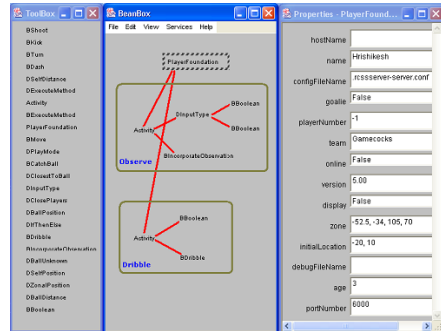 ToolBox
BShoot
BKick
BTurn
BDash
DSelfDistance
DExecuteMethod
Activity
BExecuteMethod
PlayerFoundation
BMove
DPlayMode
BCatchBall
DClosestToBall
DInputType
DClosePlayers
DBallPosition
DIfThenElse
BDribble
BIncorporateObservation
DBallUnknown
DSelfPosition
DZonalPosition
DBallDistance
BBoolean
BeanBox
File Edit View Services Help
PlayerFoundation
BBoolean
DInputType
Activity
BBoolean
BIncorporateObservation
Observe
BBoolean
Activity
BDribble
Dribble
Properties - PlayerFoun...
hostName
name Hrishikesh
configFileName .rcssserver-server.conf
goalie False
playerNumber -1
team Gamecocks
online False
version 5.00
display False
zone -52.5, -34, 105, 70
initialLocation -20, 10
debugFileName
age 3
portNumber 6000